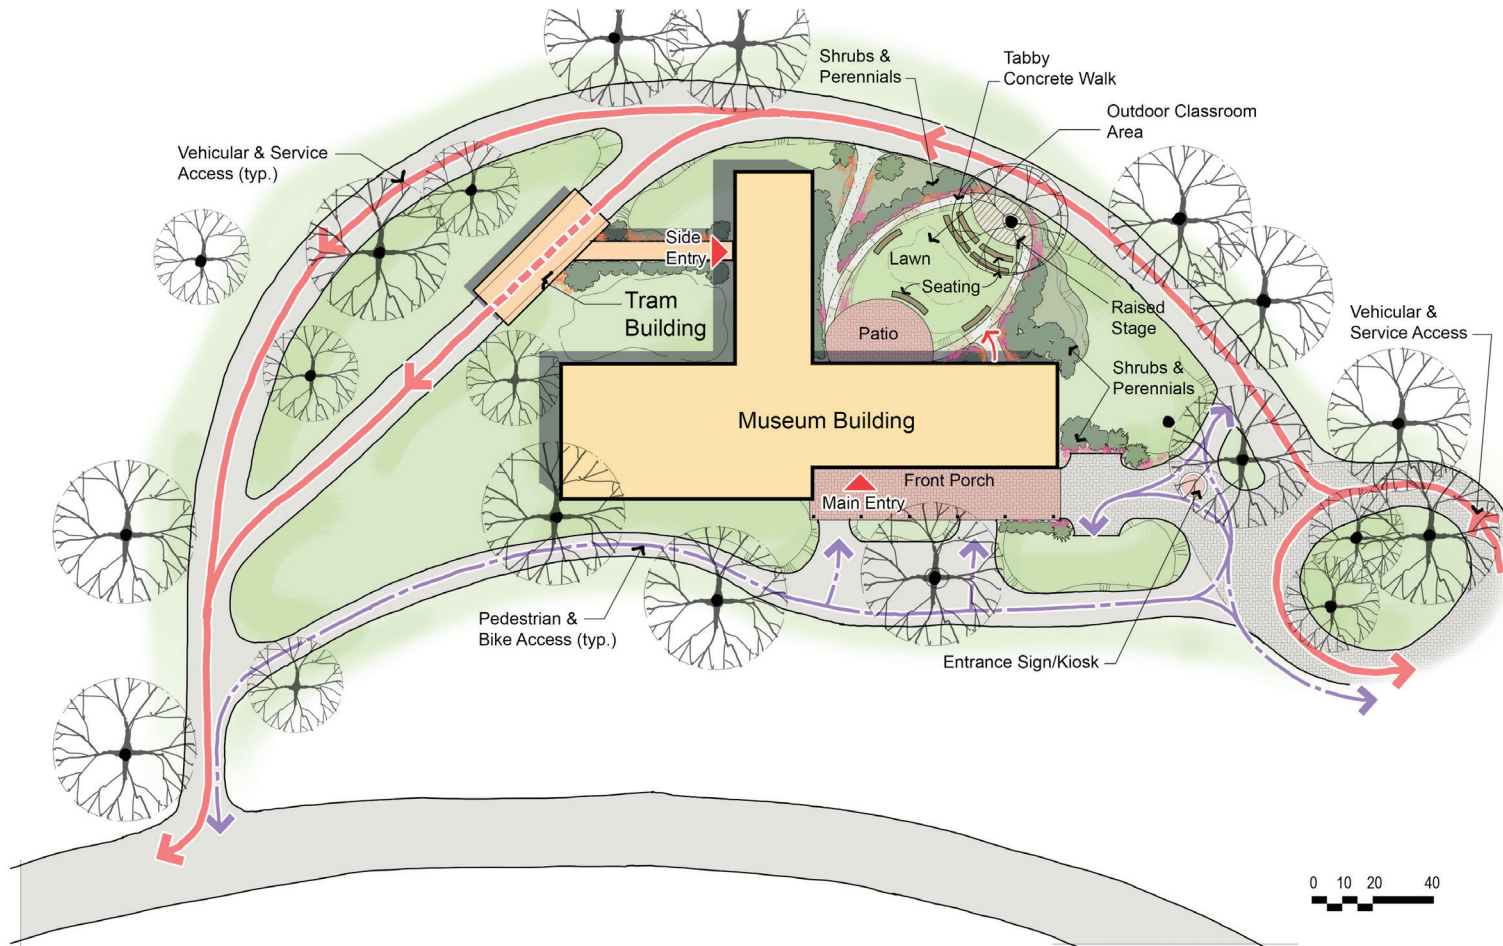 Shrubs &
Perennials
Tabby
Concrete Walk
Outdoor Classroom
Area
Vehicular & Service
Access (typ.)
Side
Entry
Lawn
Seating
Tram
Building
Patio
Raised
Stage
Vehicular &
Service Access
Shrubs &
Perennials
Museum Building
Front Porch
Main Entry
Pedestrian &
Bike Access (typ.)
Entrance Sign/Kiosk
0 10 20 40